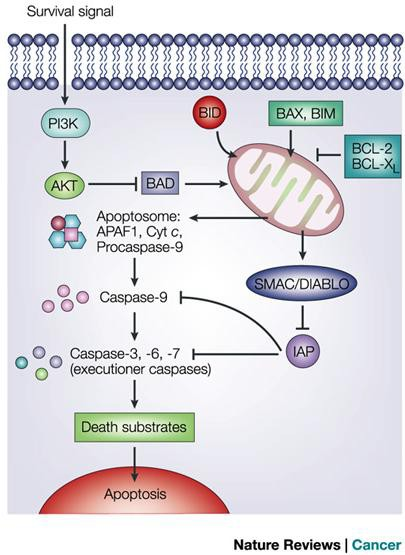 Survival signal
PI3K
BID
BAX, BIM
BCL-2
BCL-XL
AKT
BAD
Apoptosome:
APAF1, Cyt c,
Procaspase-9
SMAC/DIABLO
Caspase-9
IAP
Caspase-3, -6, -7
(executioner caspases)
Death substrates
Apoptosis
Nature Reviews | Cancer